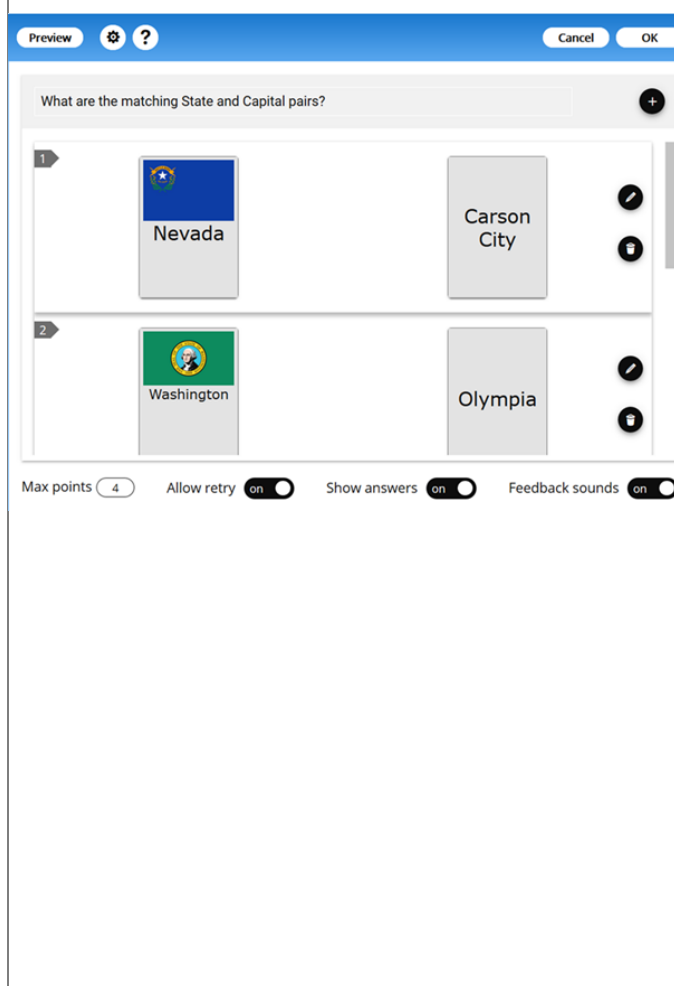 Preview ? Cancel OK
What are the matching State and Capital pairs? +
1
Nevada
Carson
City
2
Washington
Olympia
Max points 4 Allow retry on Show answers on Feedback sounds on